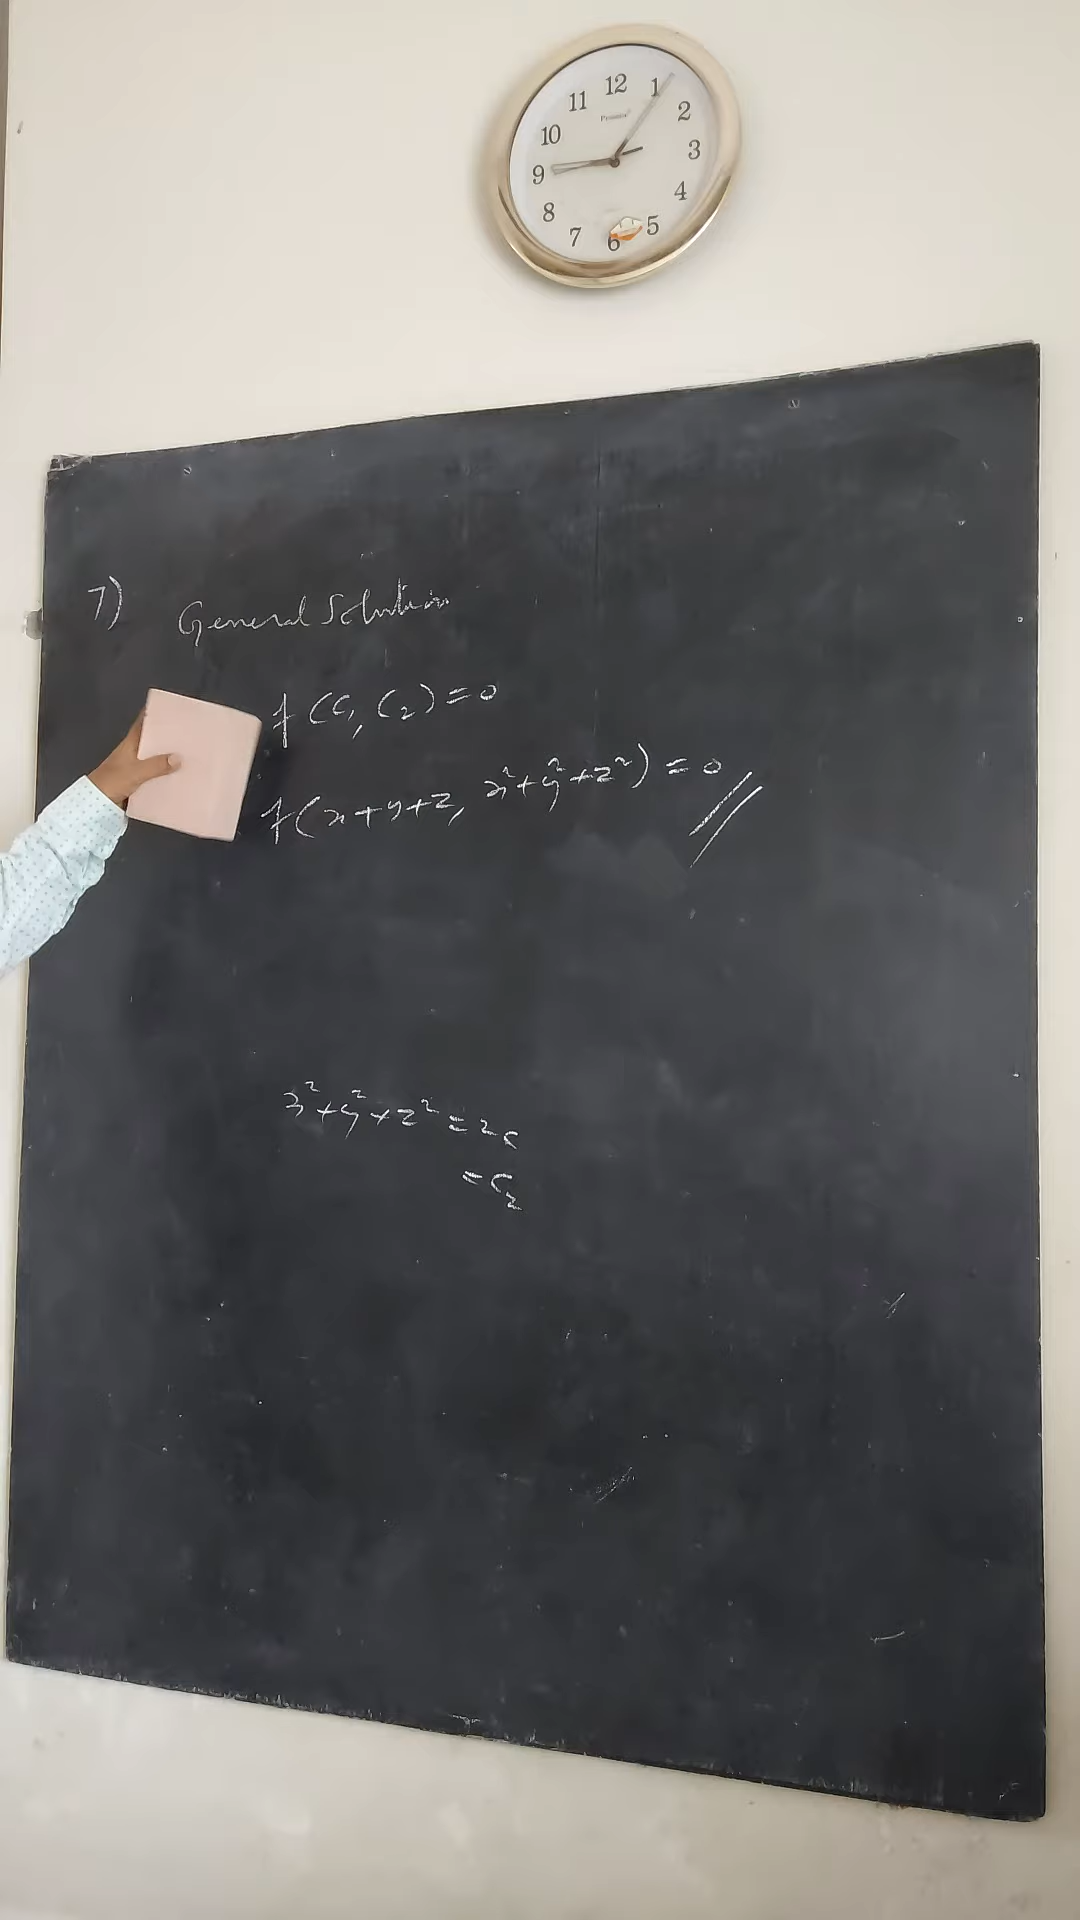 12
1
2
3
4
5
6
7
8
9
10
11
7) General Solution
f(C₁, C₂) = 0
f(x+y+z, x²+y²+z²) = 0
x²+y²+z² = 2c
= C₂